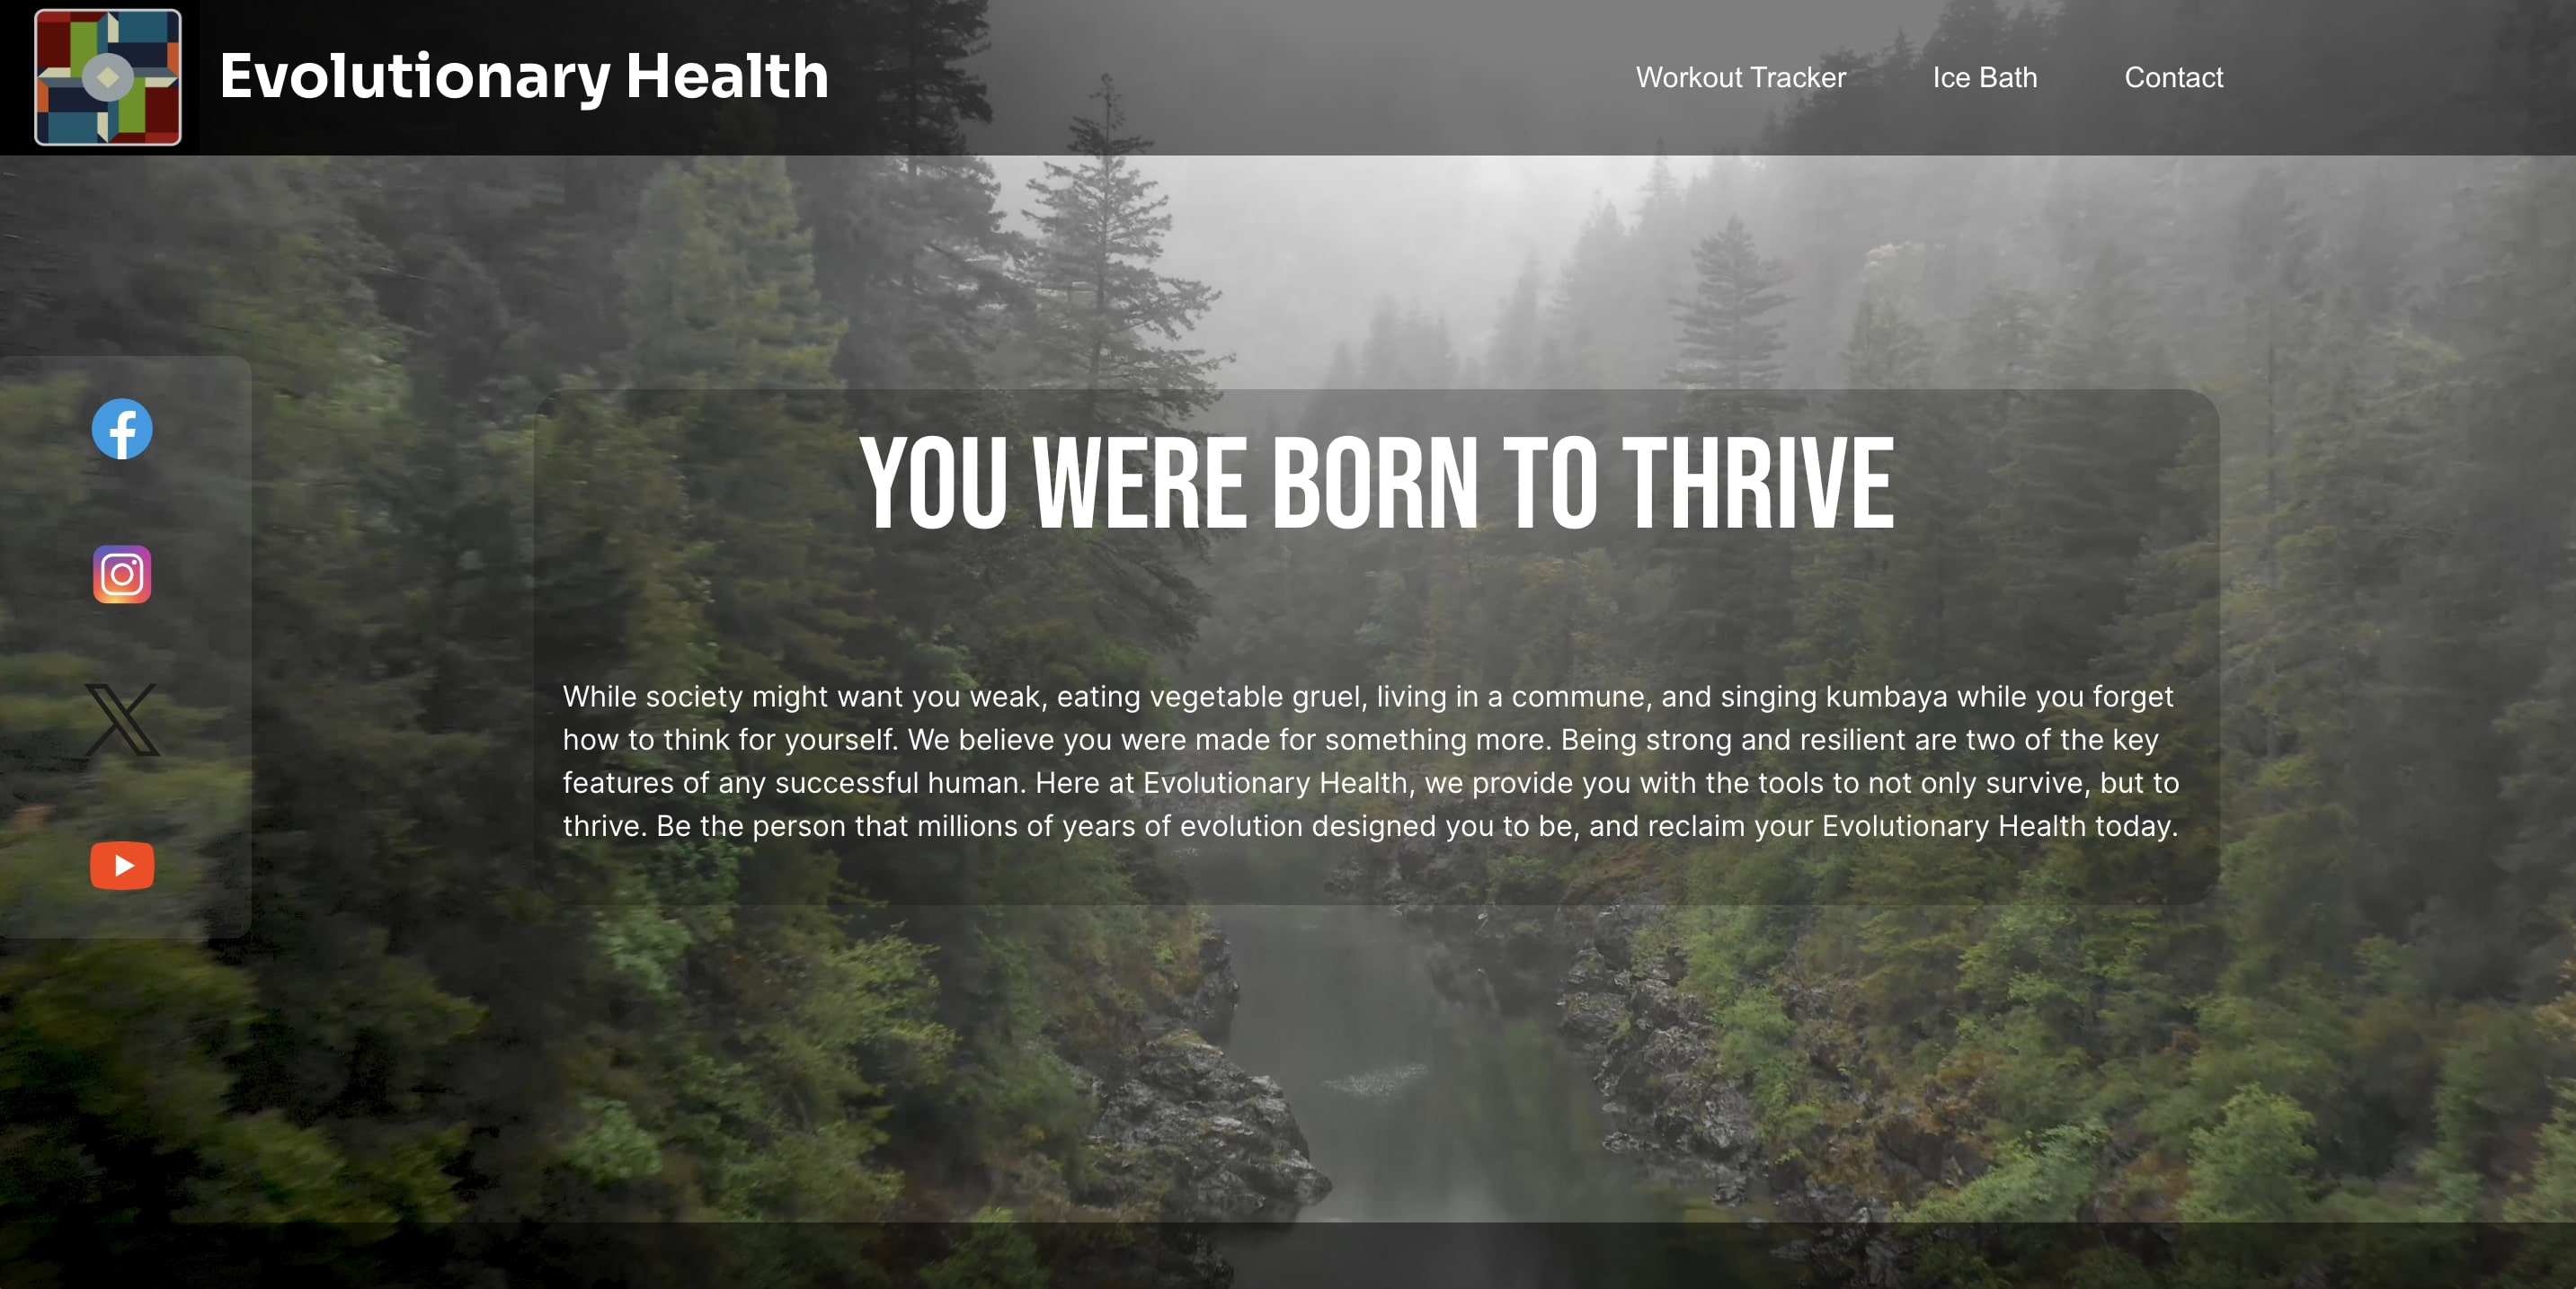 Evolutionary Health
Workout Tracker
Ice Bath
Contact
YOU WERE BORN TO THRIVE
While society might want you weak, eating vegetable gruel, living in a commune, and singing kumbaya while you forget
how to think for yourself. We believe you were made for something more. Being strong and resilient are two of the key
features of any successful human. Here at Evolutionary Health, we provide you with the tools to not only survive, but to
thrive. Be the person that millions of years of evolution designed you to be, and reclaim your Evolutionary Health today.